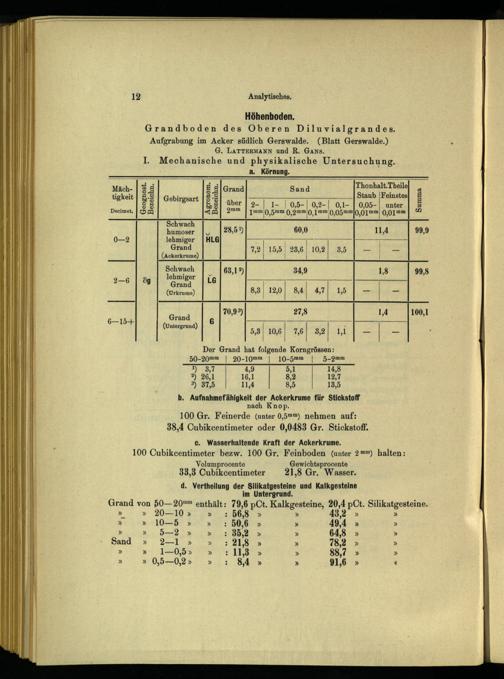 12 Analytisches.
Höhenboden.
Grandboden des Oberen Diluvialgrandes.
Aufgrabung im Acker südlich Gerswalde. (Blatt Gerswalde.)
G. Lattermann und R. Gans.
I. Mechanische und physikalische Untersuchung.
a. Körnung.
Mäch-tigkeit Decimet. Geognost. Bezeichn. Gebirgsart Agronom. Bezeichn. Grand über 2mm Sand Thonhalt. Theile Summa
2-1mm 1-0,5mm 0,5-0,2mm 0,2-0,1mm 0,1-0,05mm Staub 0,05-0,01mm Feinstes unter 0,01mm
0—2 Schwach humoser lehmiger Grand (Ackerkrume) HLG 28,5 ¹) 60,0 11,4 99,9
7,2 15,5 23,6 10,2 3,5 — —
2—6 ∂g Schwach lehmiger Grand (Urkrume) LG 63,1 ²) 34,9 1,8 99,8
8,3 12,0 8,4 4,7 1,5 — —
6—15+ Grand (Untergrund) G 70,9 ³) 27,8 1,4 100,1
5,3 10,6 7,6 3,2 1,1 — —
Der Grand hat folgende Korngrössen:
50-20mm 20-10mm 10-5mm 5-2mm
¹) 3,7 4,9 5,1 14,8
²) 26,1 16,1 8,2 12,7
³) 37,5 11,4 8,5 13,5
b. Aufnahmefähigkeit der Ackerkrume für Stickstoff
nach Knop.
100 Gr. Feinerde (unter 0,5mm) nehmen auf:
38,4 Cubikcentimeter oder 0,0483 Gr. Stickstoff.
c. Wasserhaltende Kraft der Ackerkrume.
100 Cubikcentimeter bezw. 100 Gr. Feinboden (unter 2mm) halten:
Volumprocente Gewichtsprocente
33,3 Cubikcentimeter 21,8 Gr. Wasser.
d. Vertheilung der Silikatgesteine und Kalkgesteine
im Untergrund.
Grand von 50—20mm enthält: 79,6 pCt. Kalkgesteine, 20,4 pCt. Silikatgesteine.
» » 20—10 » » : 56,8 » » 43,2 » »
» » 10—5 » » : 50,6 » » 49,4 » »
» » 5—2 » » : 35,2 » » 64,8 » »
Sand » 2—1 » » : 21,8 » » 78,2 » »
» » 1—0,5 » » : 11,3 » » 88,7 » »
» » 0,5—0,2 » » : 8,4 » » 91,6 » «